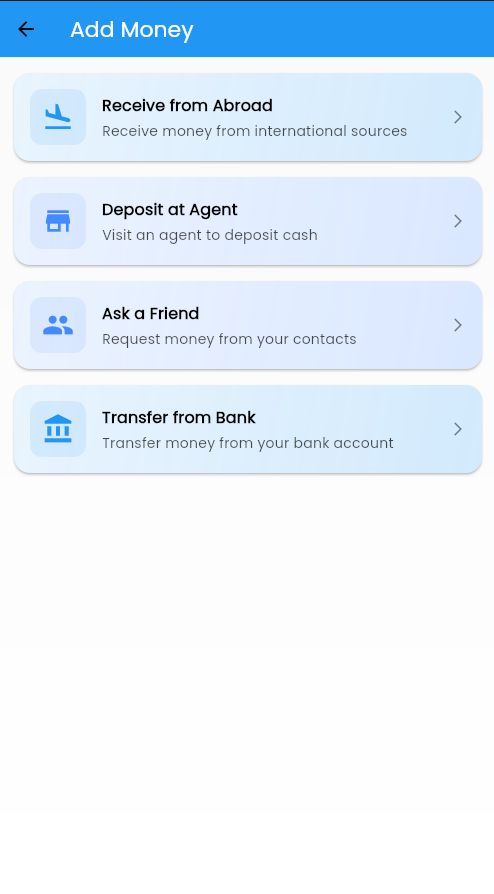 Add Money
Receive from Abroad
Receive money from international sources
Deposit at Agent
Visit an agent to deposit cash
Ask a Friend
Request money from your contacts
Transfer from Bank
Transfer money from your bank account